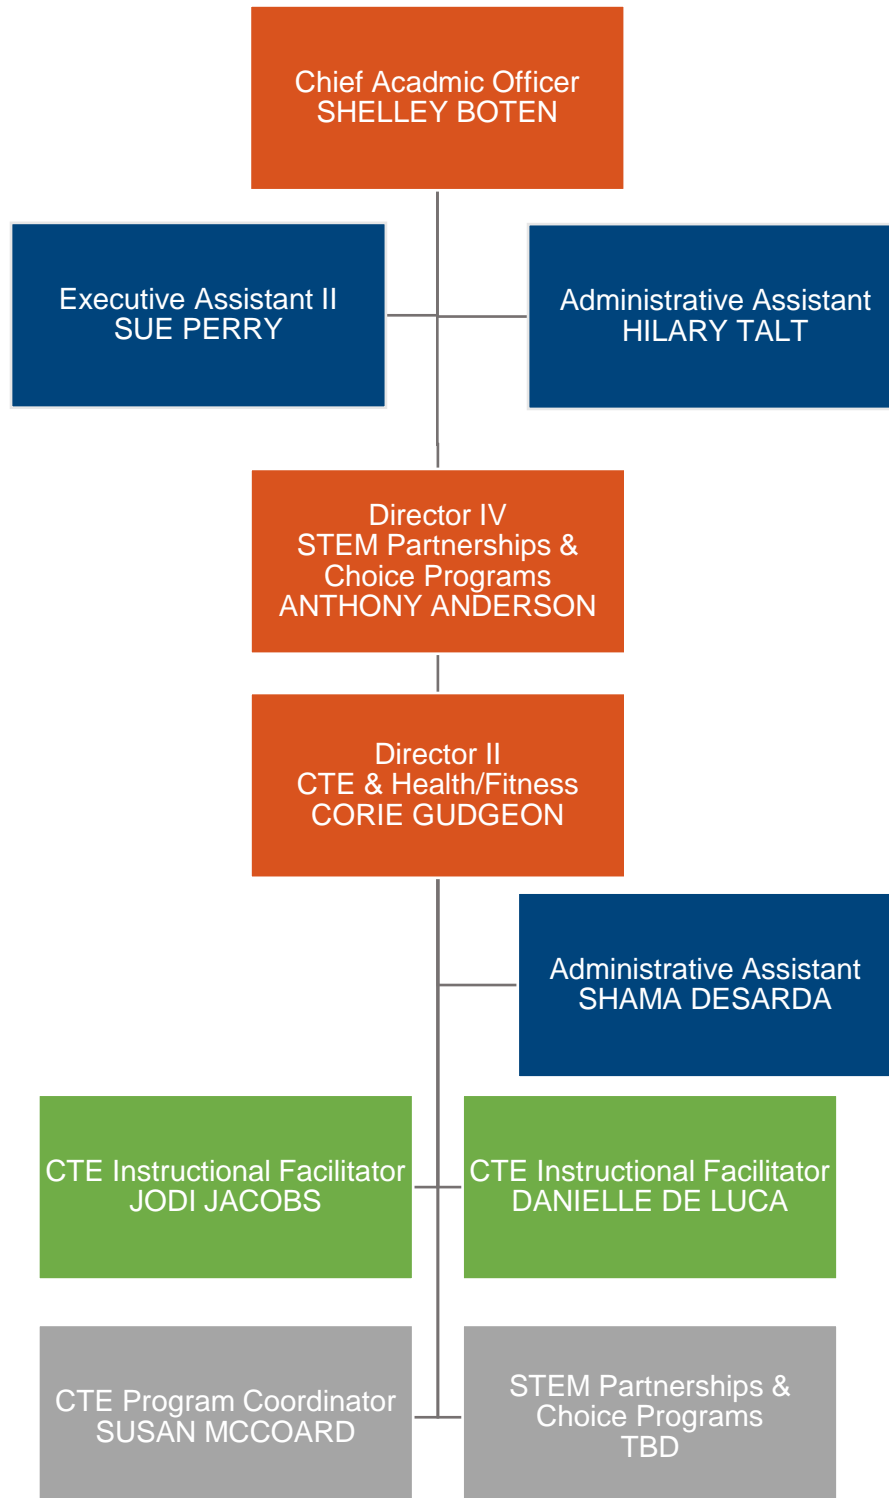 Chief Acadmic Officer
SHELLEY BOTEN
Executive Assistant II
SUE PERRY
Administrative Assistant
HILARY TALT
Director IV
STEM Partnerships &
Choice Programs
ANTHONY ANDERSON
Director II
CTE & Health/Fitness
CORIE GUDGEON
Administrative Assistant
SHAMA DESARDA
CTE Instructional Facilitator
JODI JACOBS
CTE Instructional Facilitator
DANIELLE DE LUCA
CTE Program Coordinator
SUSAN MCCOARD
STEM Partnerships &
Choice Programs
TBD